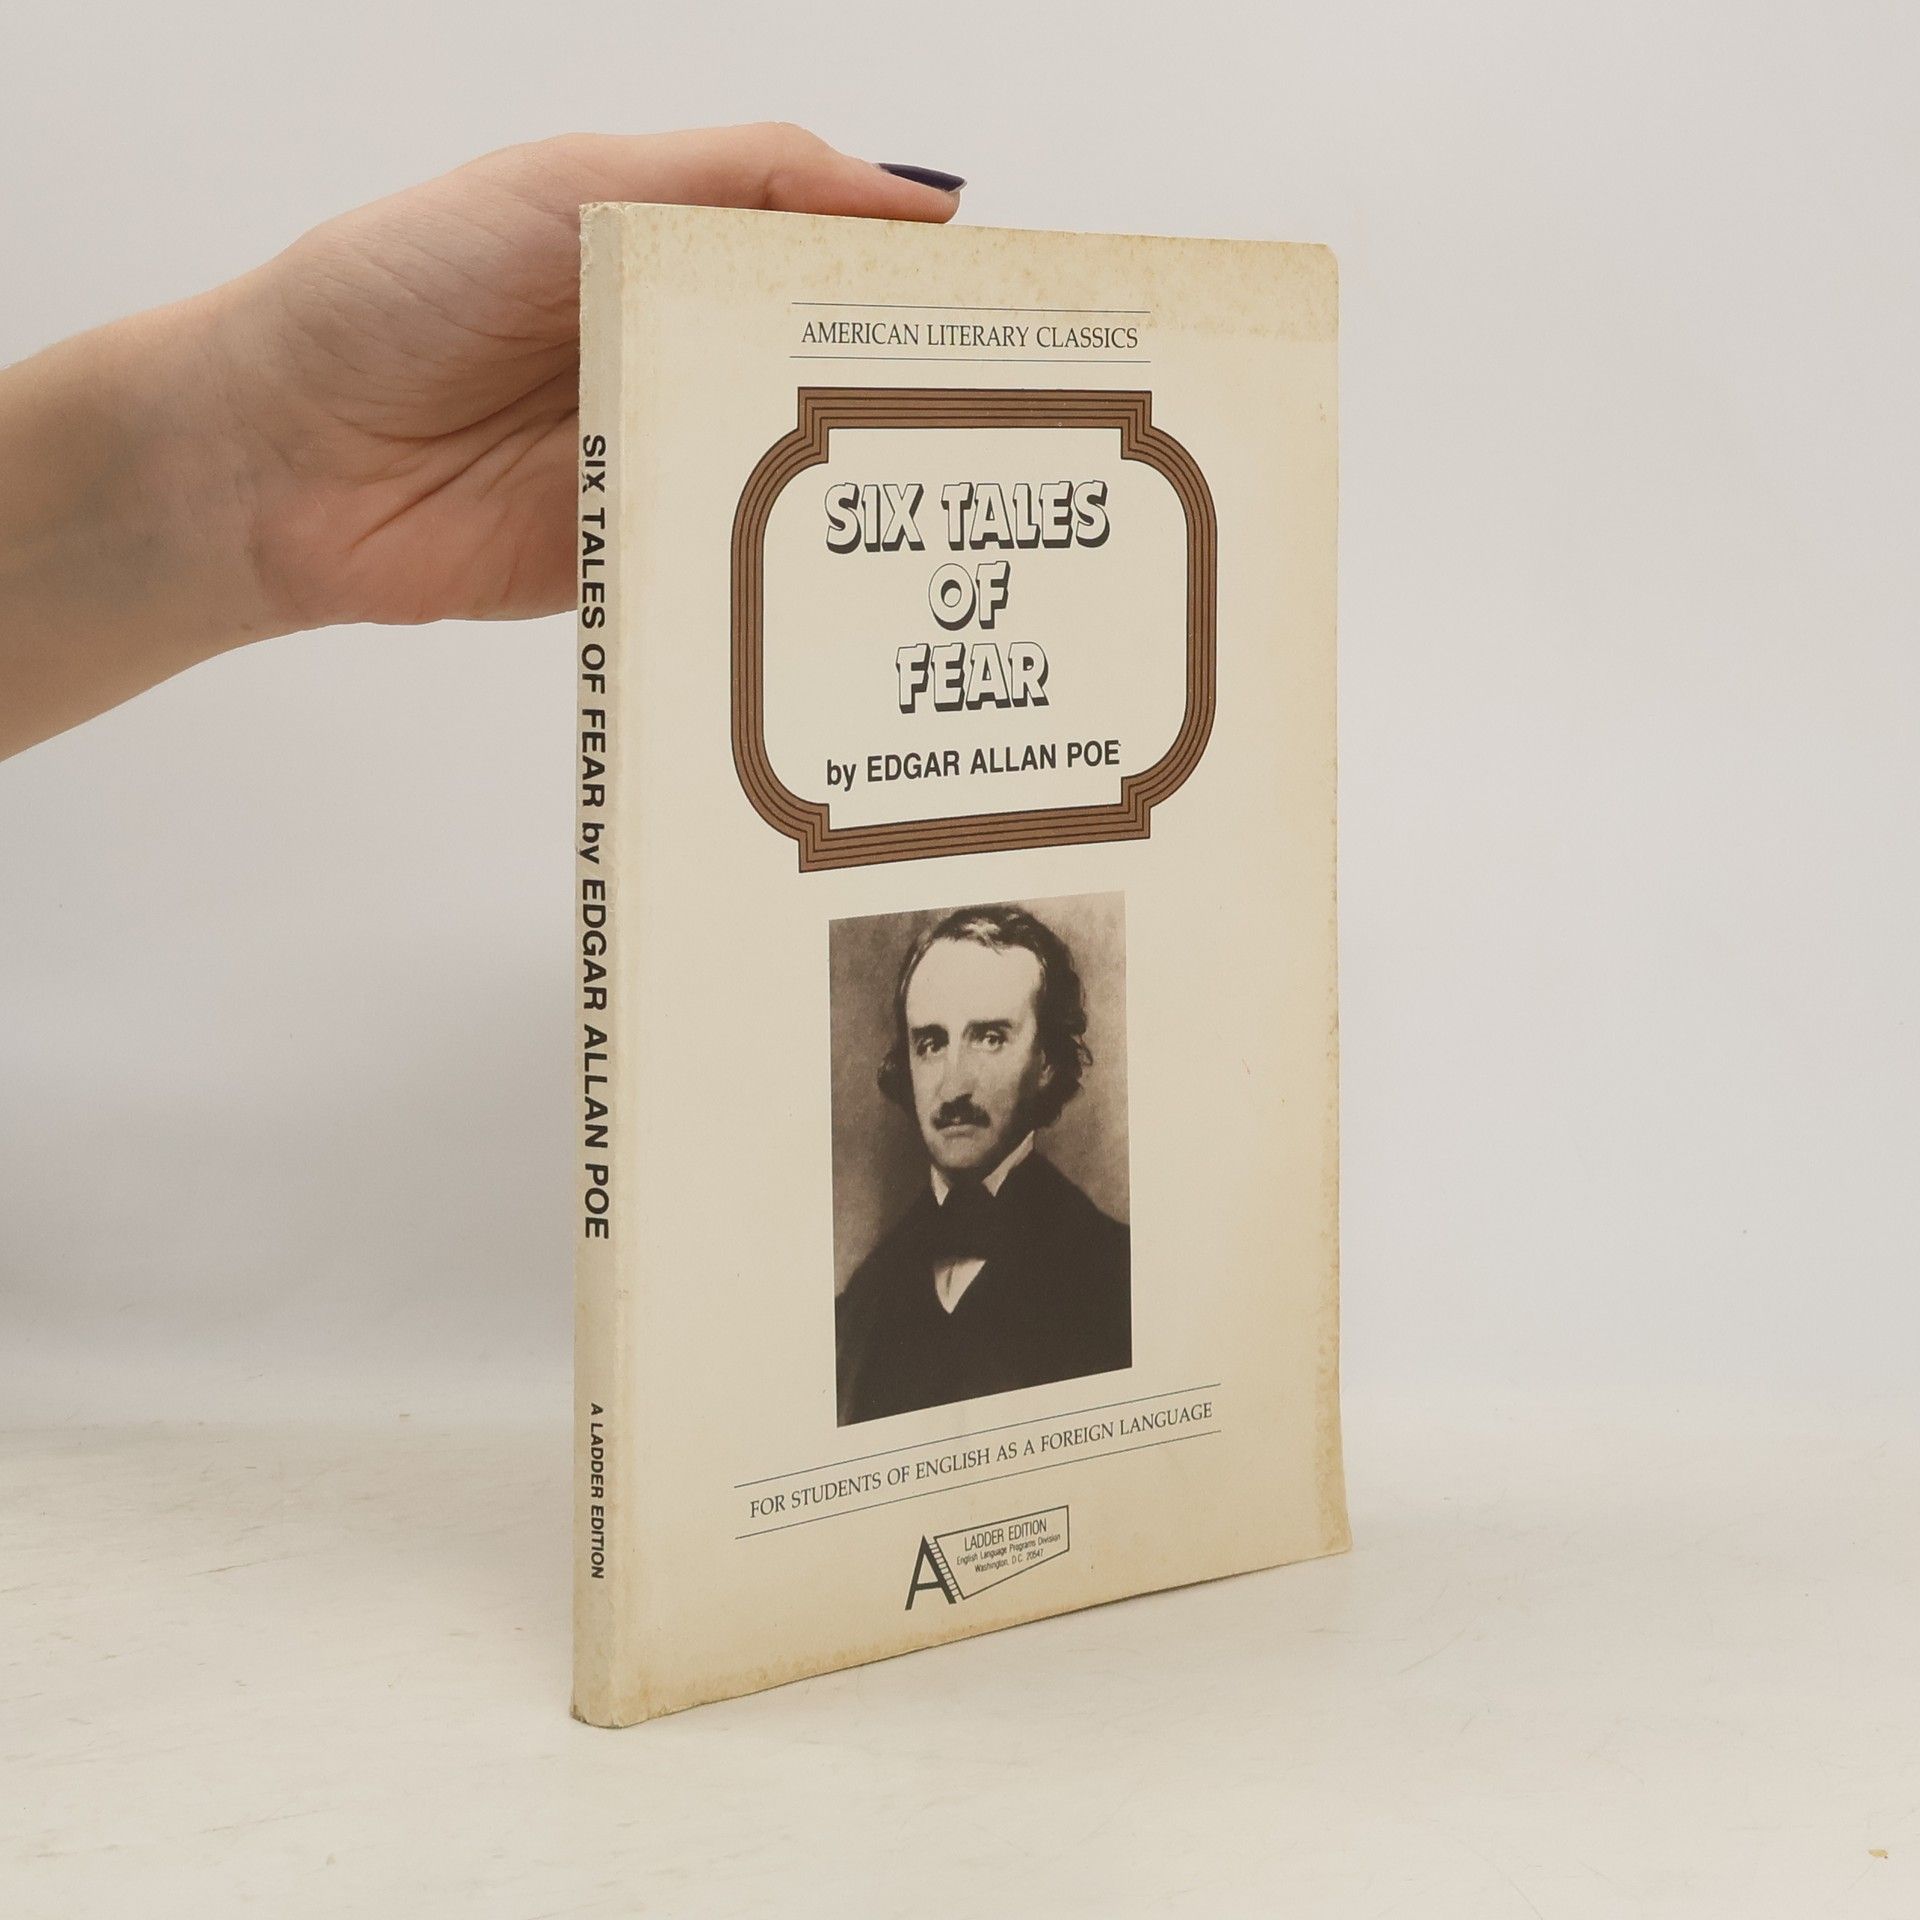 AMERICAN LITERARY CLASSICS
SIX TALES
OF
FEAR
by EDGAR ALLAN POE
FOR STUDENTS OF ENGLISH AS A FOREIGN LANGUAGE
A
LADDER EDITION
English Language Programs Division
Washington, D.C. 20547
SIX TALES OF FEAR by EDGAR ALLAN POE
A LADDER EDITION